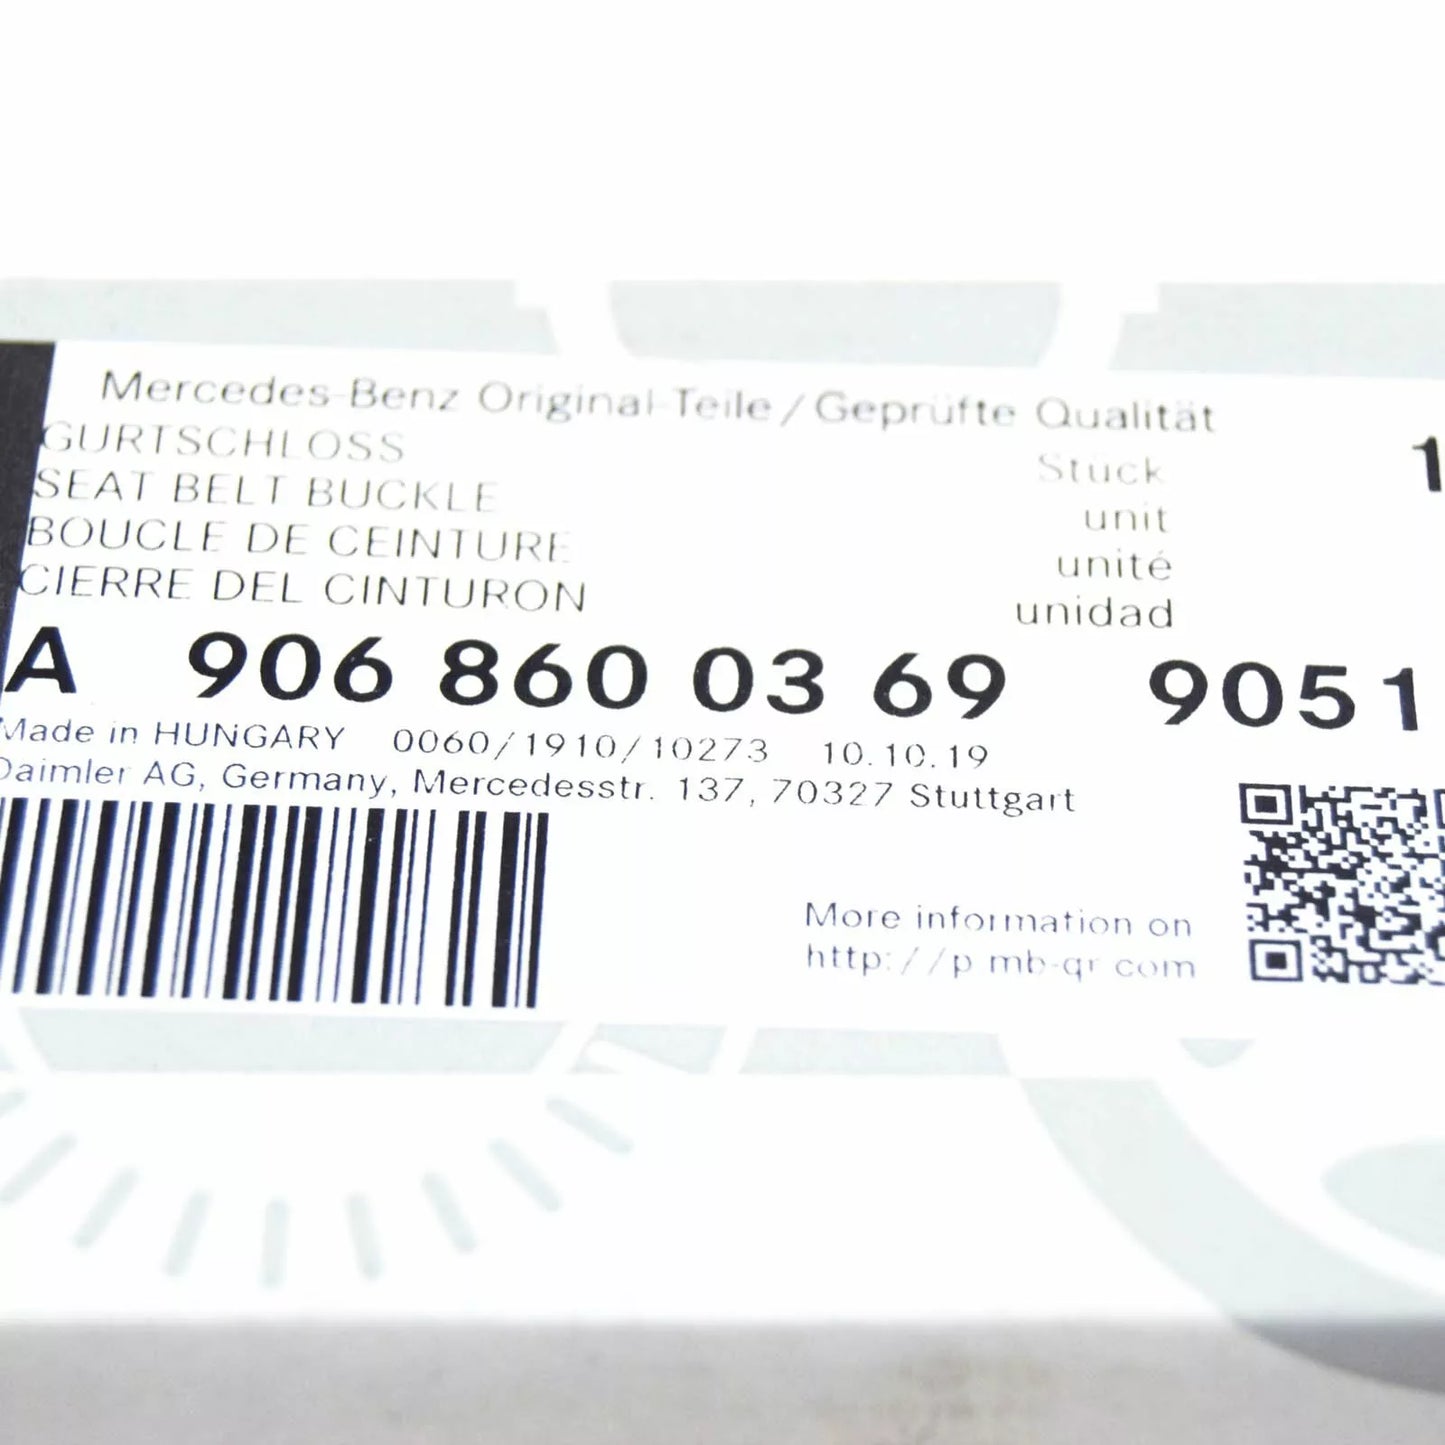 Mercedes-Benz Original-Teile / Geprüfte Qualität
GURTSCHLOSS
SEAT BELT BUCKLE
BOUCLE DE CEINTURE
CIERRE DEL CINTURON
Stück
unit
unité
unidad
1
A 906 860 03 69 9051
Made in HUNGARY 0060/1910/10273 10.10.19
Daimler AG, Germany, Mercedesstr. 137, 70327 Stuttgart
More information on
http://p.mb-qr.com